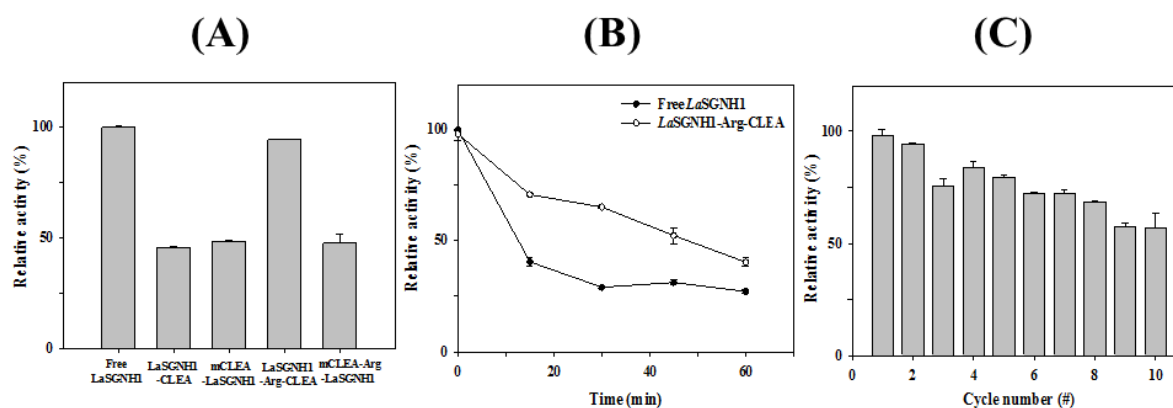 (A)
(B)
(C)
Relative activity (%)
100
50
0
Free
LaSGNH1
LaSGNH1
-CLEA
mCLEA
-LaSGNH1
LaSGNH1
-Arg-CLEA
mCLEA-Arg
-LaSGNH1
Relative activity (%)
100
50
0
Free LaSGNH1
LaSGNH1-Arg-CLEA
0 20 40 60
Time (min)
Relative activity (%)
100
50
0
0 2 4 6 8 10
Cycle number (#)